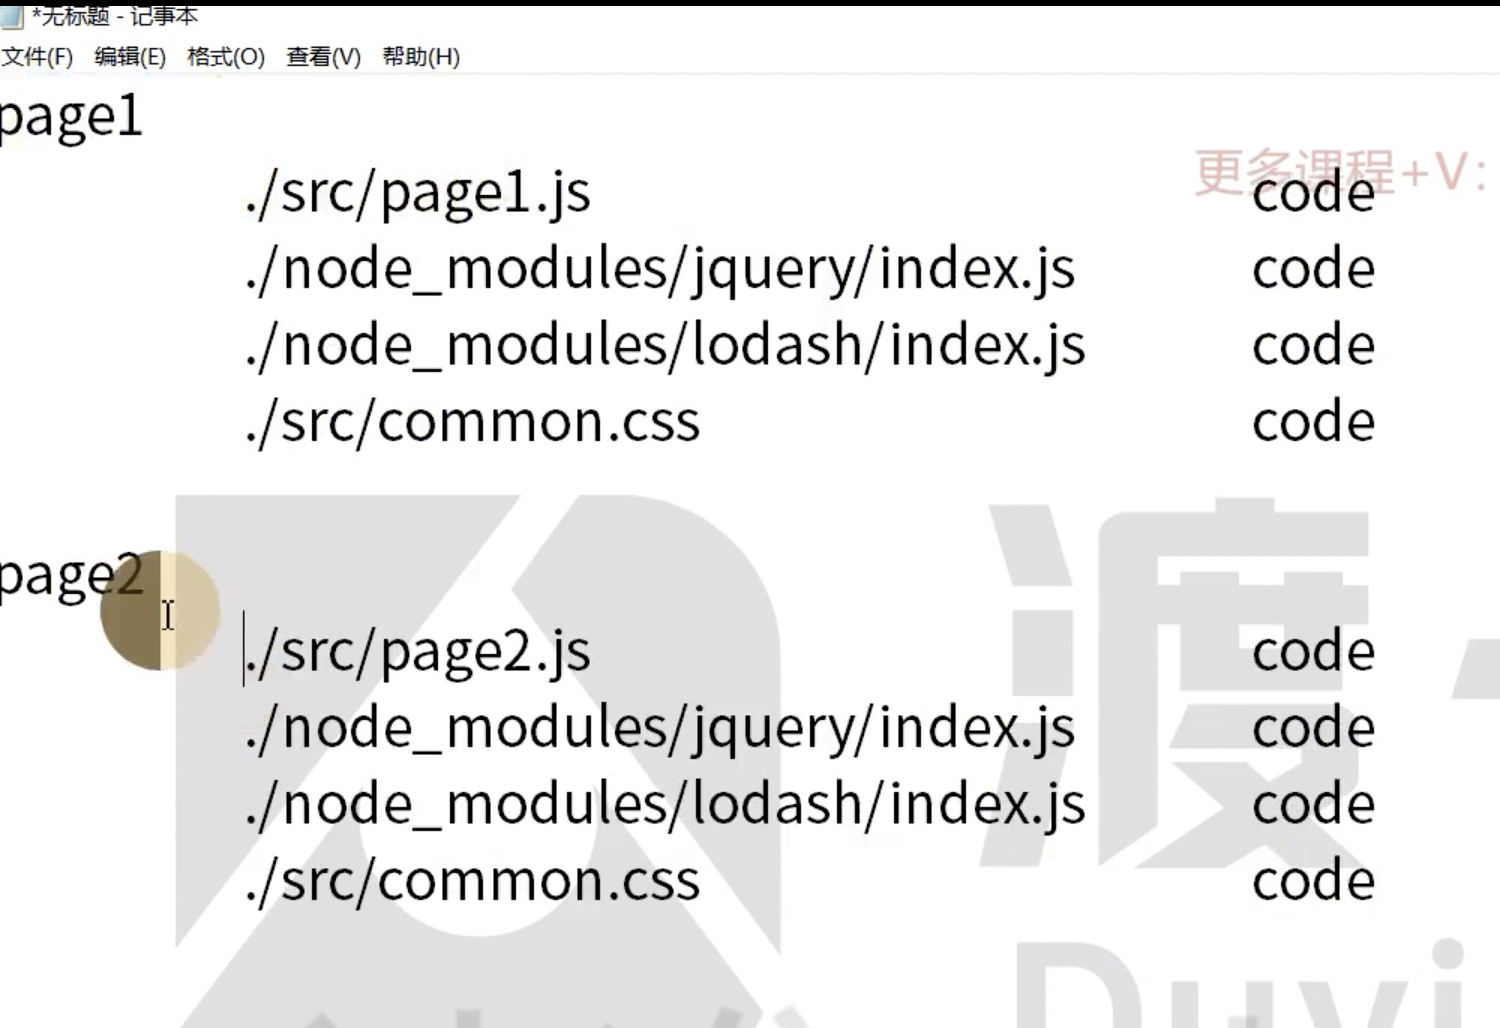 *无标题 - 记事本
文件(F) 编辑(E) 格式(O) 查看(V) 帮助(H)
page1
更多课程+V:
./src/page1.js code
./node_modules/jquery/index.js code
./node_modules/lodash/index.js code
./src/common.css code
page2
./src/page2.js code
./node_modules/jquery/index.js code
./node_modules/lodash/index.js code
./src/common.css code
渡
Duyi